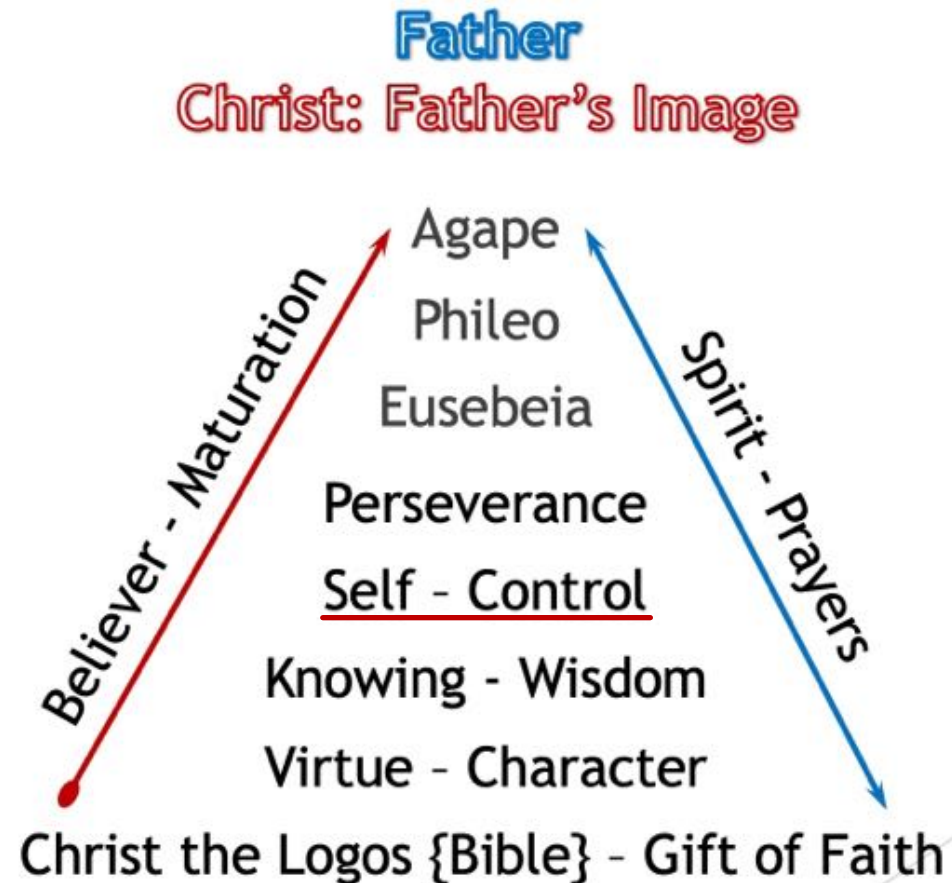 Father
Christ: Father's Image
Agape
Phileo
Eusebeia
Perseverance
Self – Control
Knowing - Wisdom
Virtue – Character
Christ the Logos {Bible} – Gift of Faith
Believer - Maturation
Spirit - Prayers